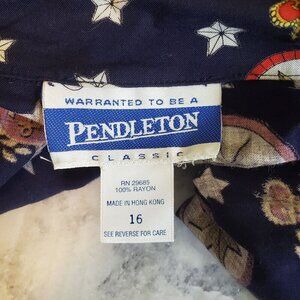 WARRANTED TO BE A
PENDLETON
CLASSIC
RN 29685
100% RAYON
MADE IN HONG KONG
16
SEE REVERSE FOR CARE